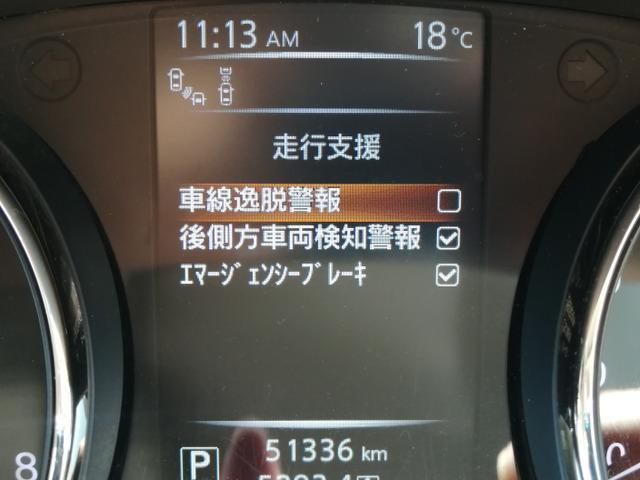 11:13 AM 18℃
走行支援
車線逸脱警報
後側方車両検知警報
ｴﾏｰｼﾞｪﾝｼｰﾌﾞﾚｰｷ
P 51336 km
8